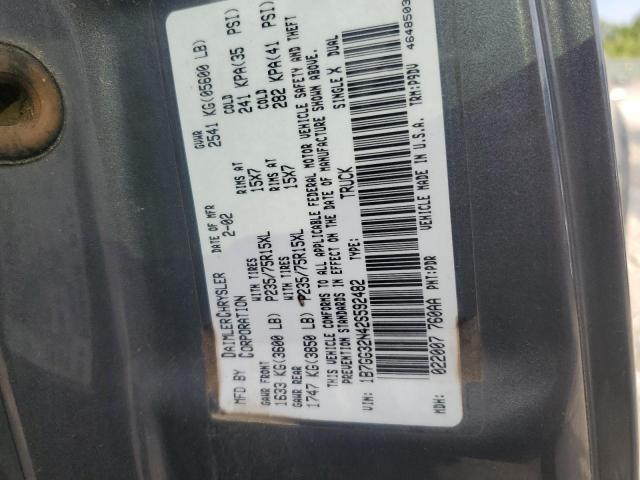 MFD BY DAIMLERCHRYSLER CORPORATION DATE OF MFR 2-02 GVWR 2541 KG(05600 LB)
GAWR FRONT 1633 KG(3600 LB) WITH TIRES P235/75R15XL RIMS AT 15X7 COLD 241 KPA(35 PSI)
GAWR REAR 1747 KG(3850 LB) WITH TIRES P235/75R15XL RIMS AT 15X7 COLD 282 KPA(41 PSI)
THIS VEHICLE CONFORMS TO ALL APPLICABLE FEDERAL MOTOR VEHICLE SAFETY AND THEFT
PREVENTION STANDARDS IN EFFECT ON THE DATE OF MANUFACTURE SHOWN ABOVE.
VIN: 1B7GG32N42S592482 TYPE: TRUCK SINGLE X DUAL
MDH: 022007 760AA PNT:PDR VEHICLE MADE IN U.S.A. TRM:P9DV
4648503